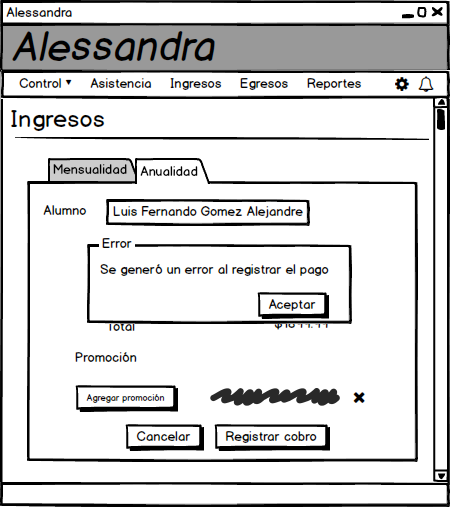 Alessandra
Alessandra
Control Asistencia Ingresos Egresos Reportes
Ingresos
Mensualidad Anualidad
Alumno Luis Fernando Gomez Alejandre
Error
Se generó un error al registrar el pago
Aceptar
Total
Promoción
Agregar promoción
Cancelar Registrar cobro